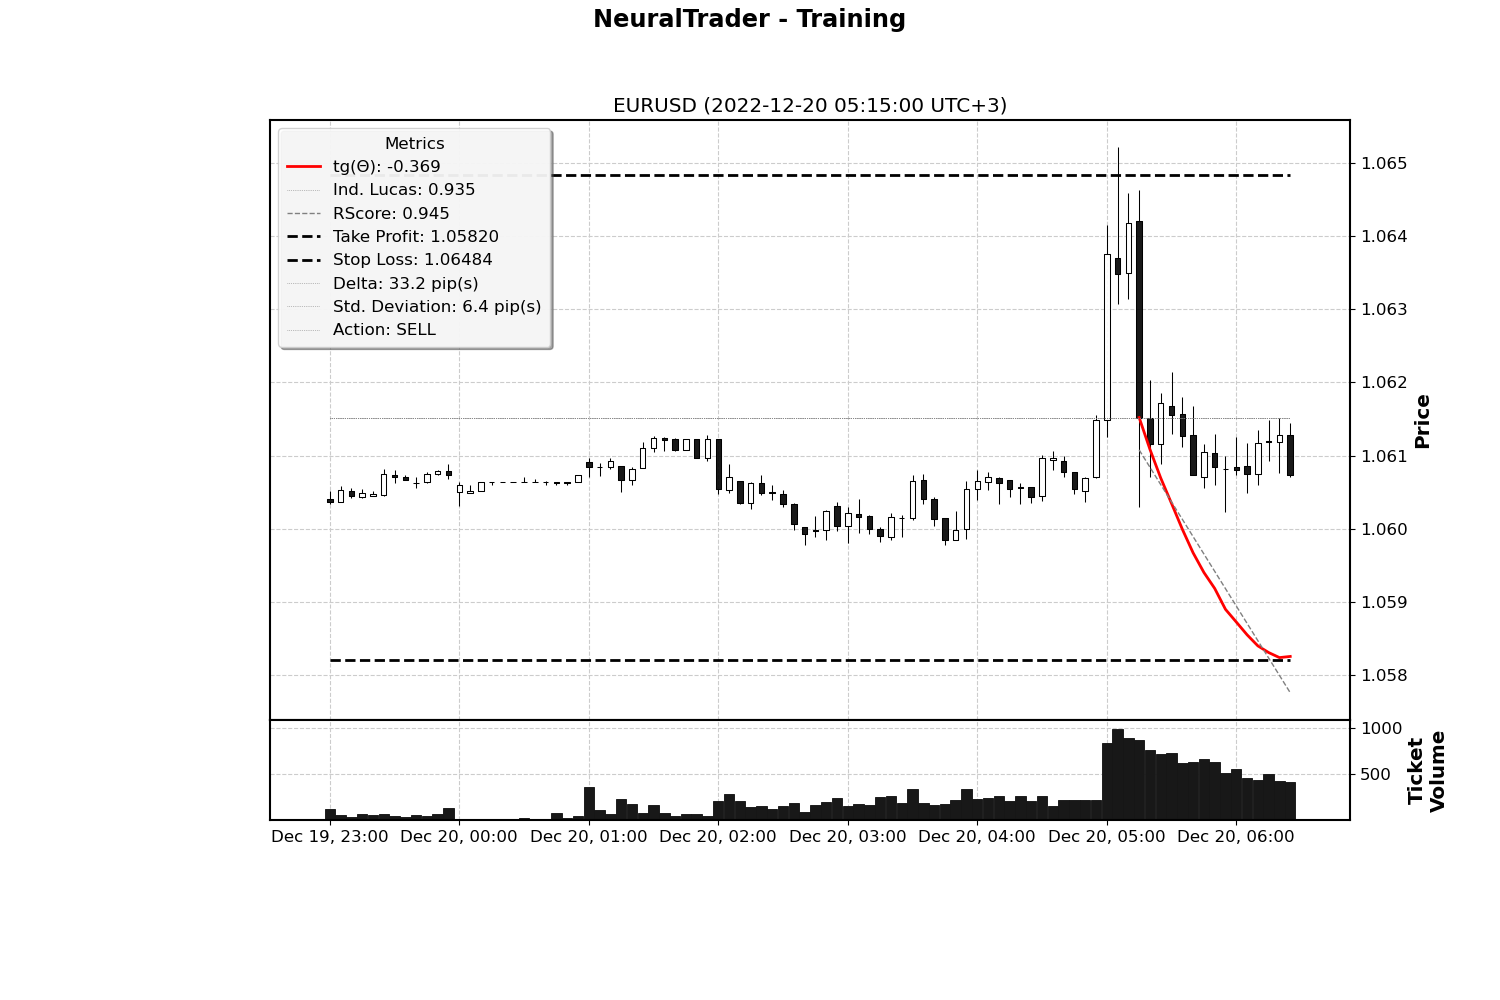 NeuralTrader - Training
EURUSD (2022-12-20 05:15:00 UTC+3)
Metrics
tg(Θ): -0.369
Ind. Lucas: 0.935
RScore: 0.945
Take Profit: 1.05820
Stop Loss: 1.06484
Delta: 33.2 pip(s)
Std. Deviation: 6.4 pip(s)
Action: SELL
1.065
1.064
1.063
1.062
1.061
1.060
1.059
1.058
Price
1000
500
Ticket
Volume
Dec 19, 23:00 Dec 20, 00:00 Dec 20, 01:00 Dec 20, 02:00 Dec 20, 03:00 Dec 20, 04:00 Dec 20, 05:00 Dec 20, 06:00